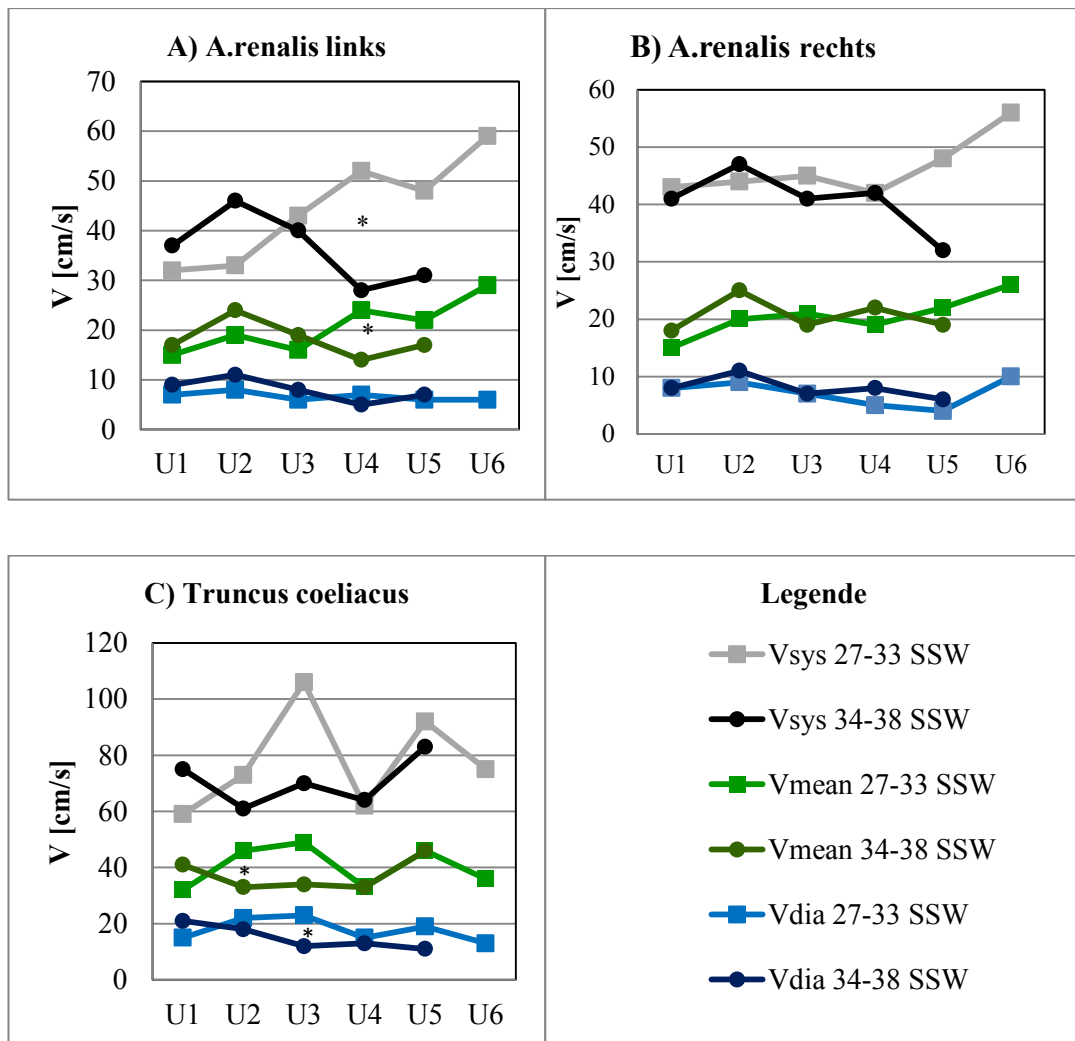 A) A.renalis links
70
60
50
40
30
20
10
0
V [cm/s]
*
*
U1 U2 U3 U4 U5 U6
B) A.renalis rechts
60
50
40
30
20
10
0
V [cm/s]
U1 U2 U3 U4 U5 U6
C) Truncus coeliacus
120
100
80
60
40
20
0
V [cm/s]
*
*
U1 U2 U3 U4 U5 U6
Legende
Vsys 27-33 SSW
Vsys 34-38 SSW
Vmean 27-33 SSW
Vmean 34-38 SSW
Vdia 27-33 SSW
Vdia 34-38 SSW